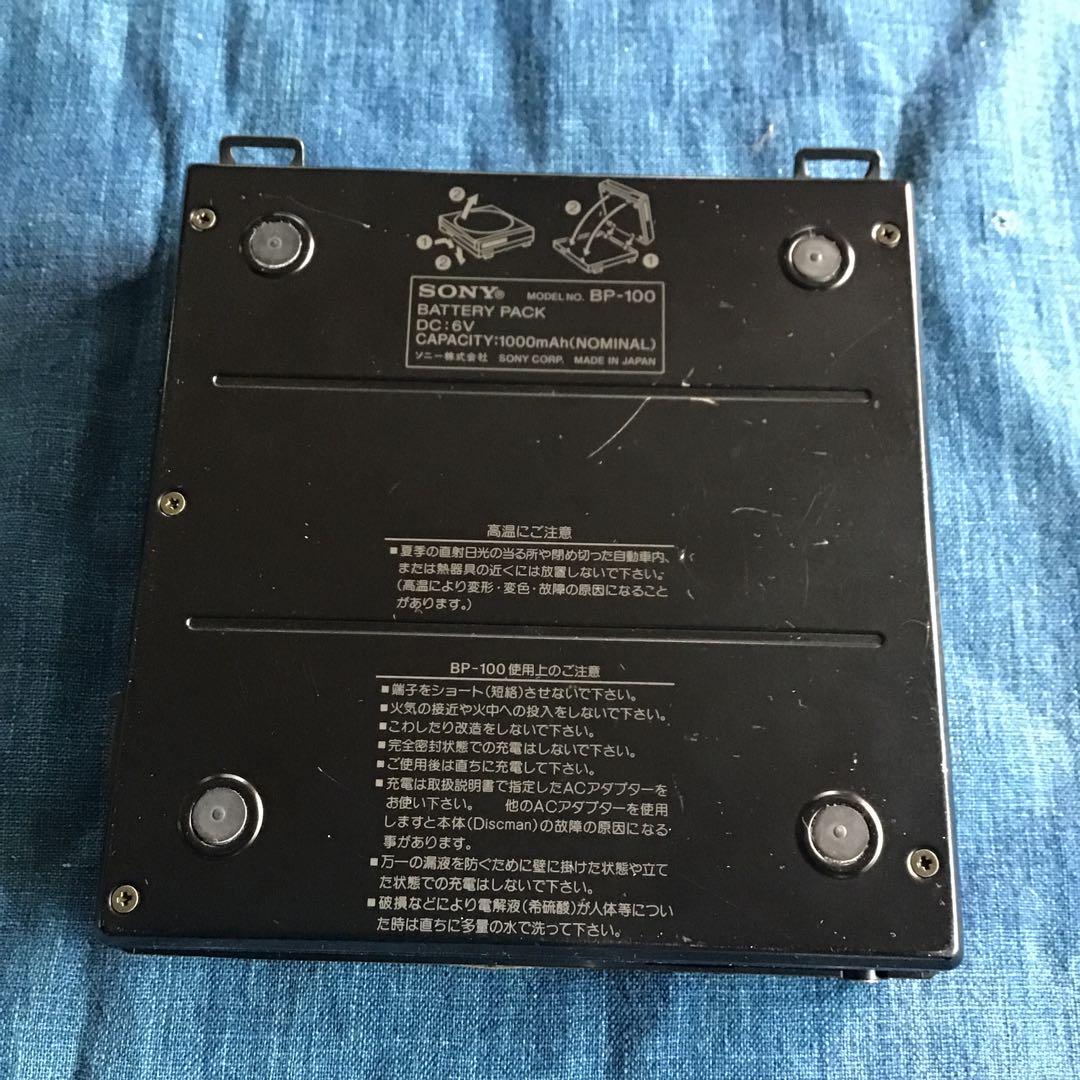 ② ①②
② ①
SONY® MODEL NO. BP-100
BATTERY PACK
DC:6V
CAPACITY:1000mAh(NOMINAL)
ソニー株式会社 SONY CORP. MADE IN JAPAN
高温にご注意
■夏季の直射日光の当る所や閉め切った自動車内、
または熱器具の近くには放置しないで下さい。
(高温により変形・変色・故障の原因になること
があります。)
BP-100使用上のご注意
■端子をショート(短絡)させないで下さい。
■火気の接近や火中への投入をしないで下さい。
■こわしたり改造をしないで下さい。
■完全密封状態での充電はしないで下さい。
■ご使用後は直ちに充電して下さい。
■充電は取扱説明書で指定したACアダプターを
お使い下さい。 他のACアダプターを使用
しますと本体(Discman)の故障の原因になる
事があります。
■万一の漏液を防ぐために壁に掛けた状態や立て
た状態での充電はしないで下さい。
■破損などにより電解液(希硫酸)が人体等につい
た時は直ちに多量の水で洗って下さい。